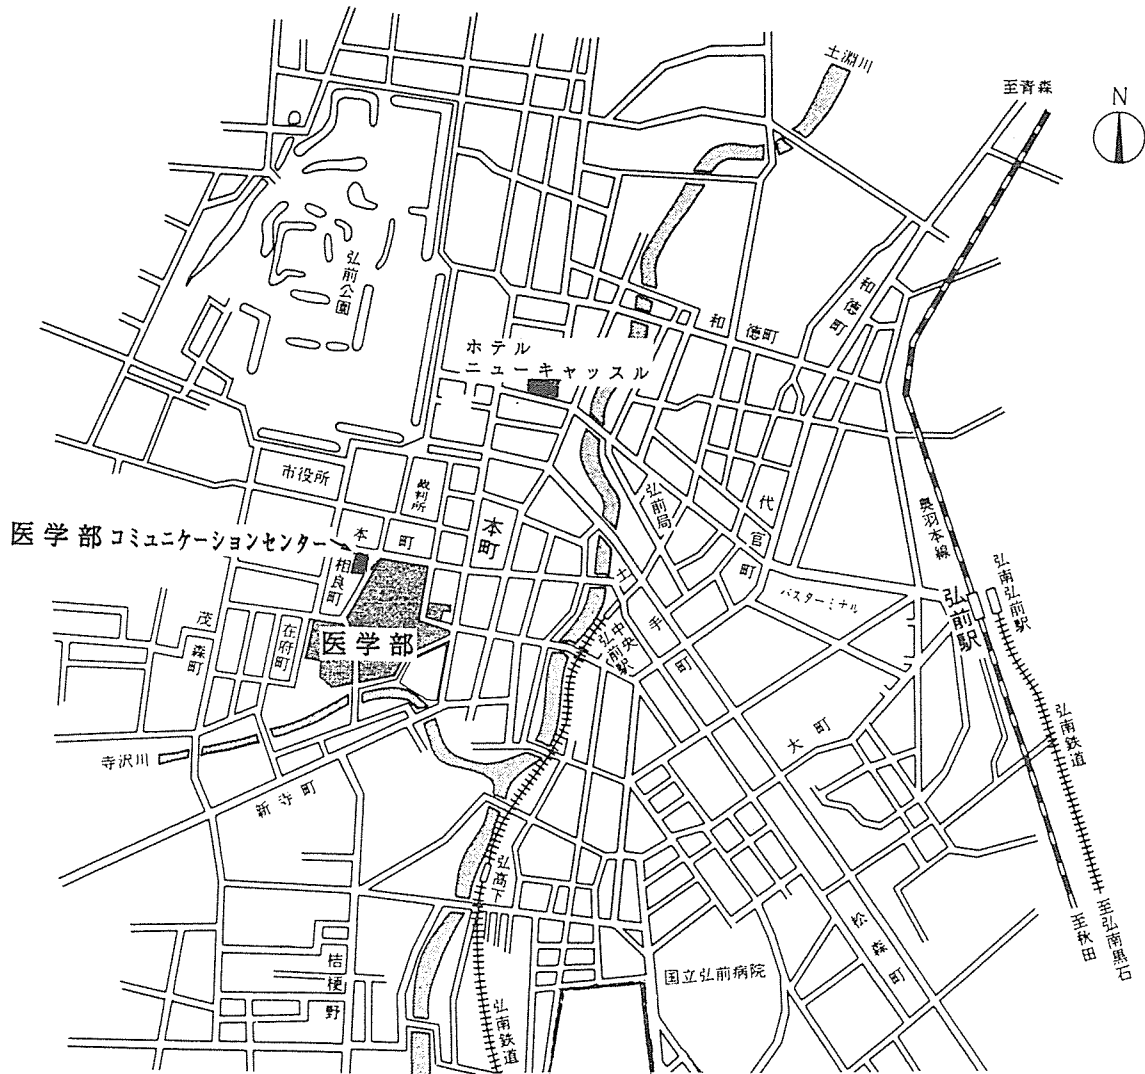 土淵川
至青森
N
弘前公園
和徳町
和徳町
ホテル
ニューキャッスル
市役所
裁判所
弘前局
代官町
奥羽本線
本町
本町
医学部コミュニケーションセンター
相良町
土手町
バスターミナル
弘前駅
弘南弘前駅
茂森町
在府町
医学部
弘前中央駅
大町
弘南鉄道
寺沢川
新寺町
弘高下
松森町
至秋田
至弘南黒石
桔梗野
国立弘前病院
弘南鉄道